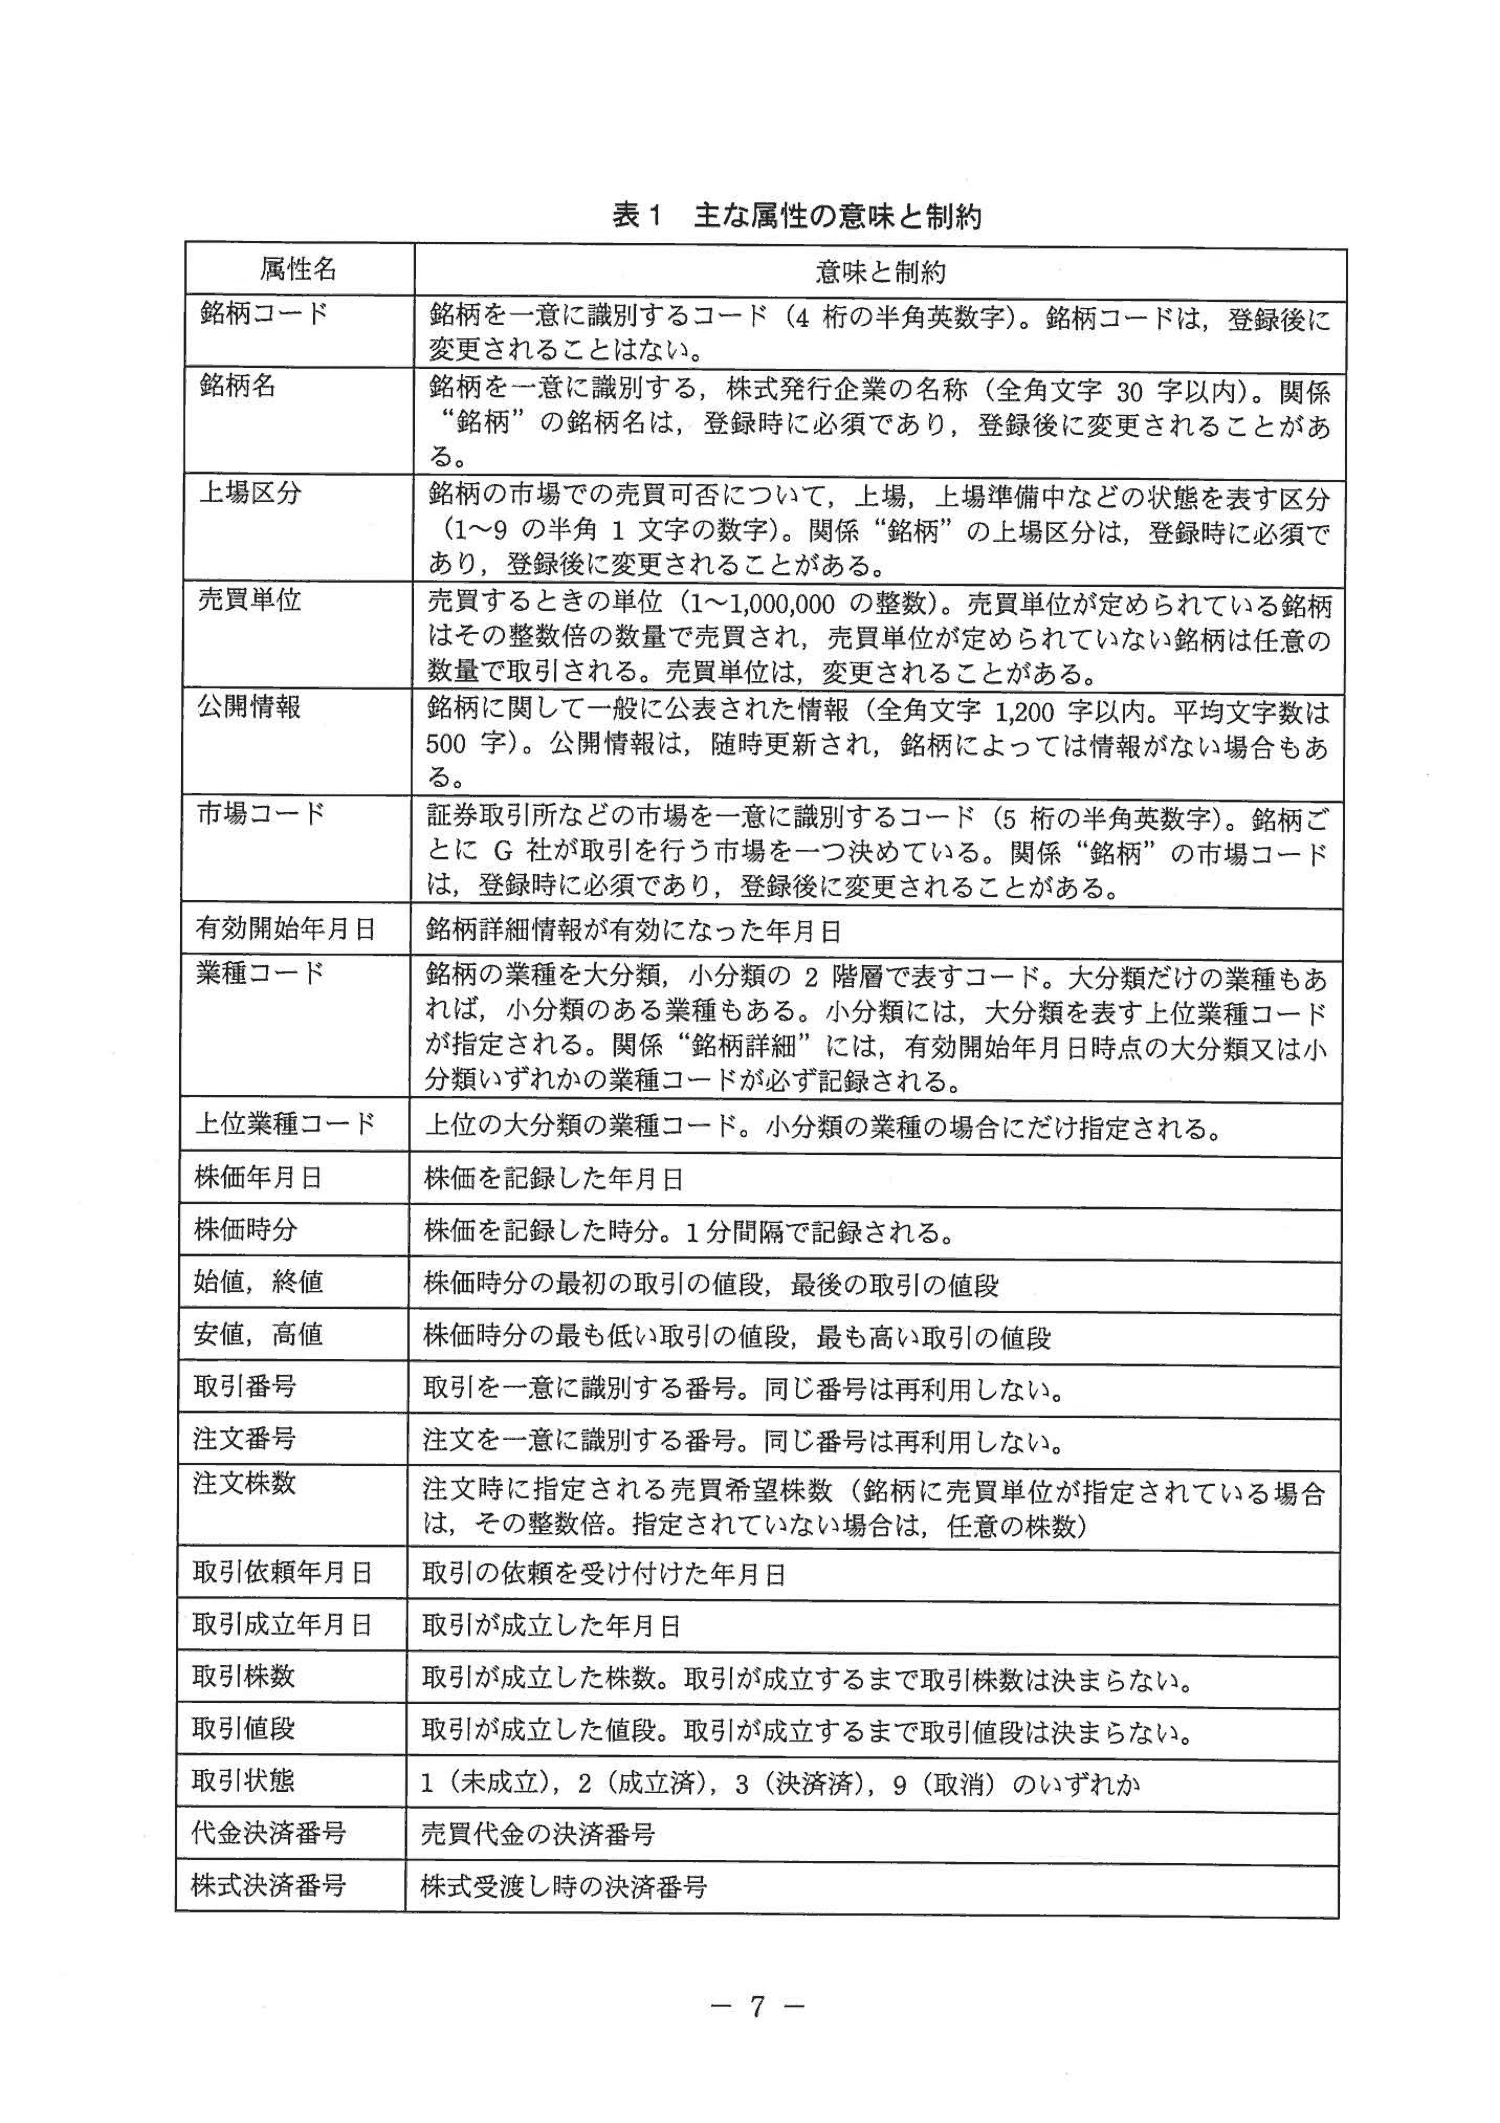 表1　主な属性の意味と制約
属性名　意味と制約
銘柄コード　銘柄を一意に識別するコード（4 桁の半角英数字）。銘柄コードは，登録後に
変更されることはない。
銘柄名　銘柄を一意に識別する，株式発行企業の名称（全角文字 30 字以内）。関係
“銘柄”の銘柄名は，登録時に必須であり，登録後に変更されることがあ
る。
上場区分　銘柄の市場での売買可否について，上場，上場準備中などの状態を表す区分
（1～9 の半角 1 文字の数字）。関係“銘柄”の上場区分は，登録時に必須で
あり，登録後に変更されることがある。
売買単位　売買するときの単位（1～1,000,000 の整数）。売買単位が定められている銘柄
はその整数倍の数量で売買され，売買単位が定められていない銘柄は任意の
数量で取引される。売買単位は，変更されることがある。
公開情報　銘柄に関して一般に公表された情報（全角文字 1,200 字以内。平均文字数は
500 字）。公開情報は，随時更新され，銘柄によっては情報がない場合もあ
る。
市場コード　証券取引所などの市場を一意に識別するコード（5 桁の半角英数字）。銘柄ご
とに G 社が取引を行う市場を一つ決めている。関係“銘柄”の市場コード
は，登録時に必須であり，登録後に変更されることがある。
有効開始年月日　銘柄詳細情報が有効になった年月日
業種コード　銘柄の業種を大分類，小分類の 2 階層で表すコード。大分類だけの業種もあ
れば，小分類のある業種もある。小分類には，大分類を表す上位業種コード
が指定される。関係“銘柄詳細”には，有効開始年月日時点の大分類又は小
分類いずれかの業種コードが必ず記録される。
上位業種コード　上位の大分類の業種コード。小分類の業種の場合にだけ指定される。
株価年月日　株価を記録した年月日
株価時分　株価を記録した時分。1 分間隔で記録される。
始値，終値　株価時分の最初の取引の値段，最後の取引の値段
安値，高値　株価時分の最も低い取引の値段，最も高い取引の値段
取引番号　取引を一意に識別する番号。同じ番号は再利用しない。
注文番号　注文を一意に識別する番号。同じ番号は再利用しない。
注文株数　注文時に指定される売買希望株数（銘柄に売買単位が指定されている場合
は，その整数倍。指定されていない場合は，任意の株数）
取引依頼年月日　取引の依頼を受け付けた年月日
取引成立年月日　取引が成立した年月日
取引株数　取引が成立した株数。取引が成立するまで取引株数は決まらない。
取引値段　取引が成立した値段。取引が成立するまで取引値段は決まらない。
取引状態　1（未成立），2（成立済），3（決済済），9（取消）のいずれか
代金決済番号　売買代金の決済番号
株式決済番号　株式受渡し時の決済番号
－ 7 －